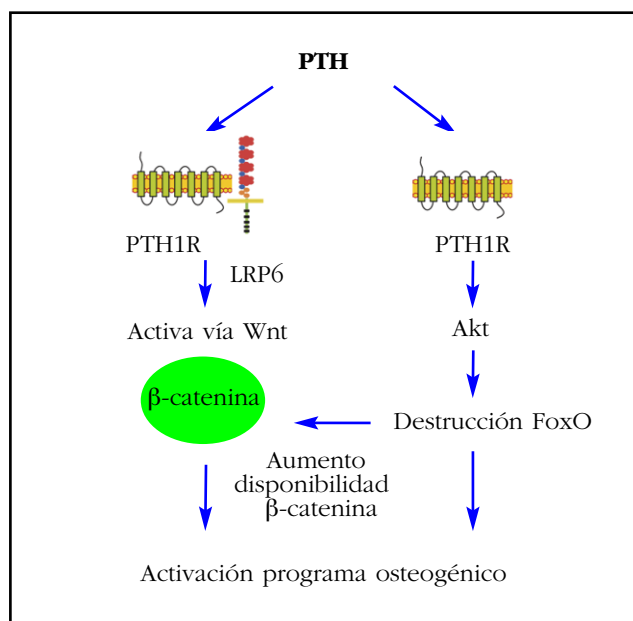 PTH
PTH1R
PTH1R
LRP6
Activa vía Wnt
Akt
β-catenina
Destrucción FoxO
Aumento
disponibilidad
β-catenina
Activación programa osteogénico